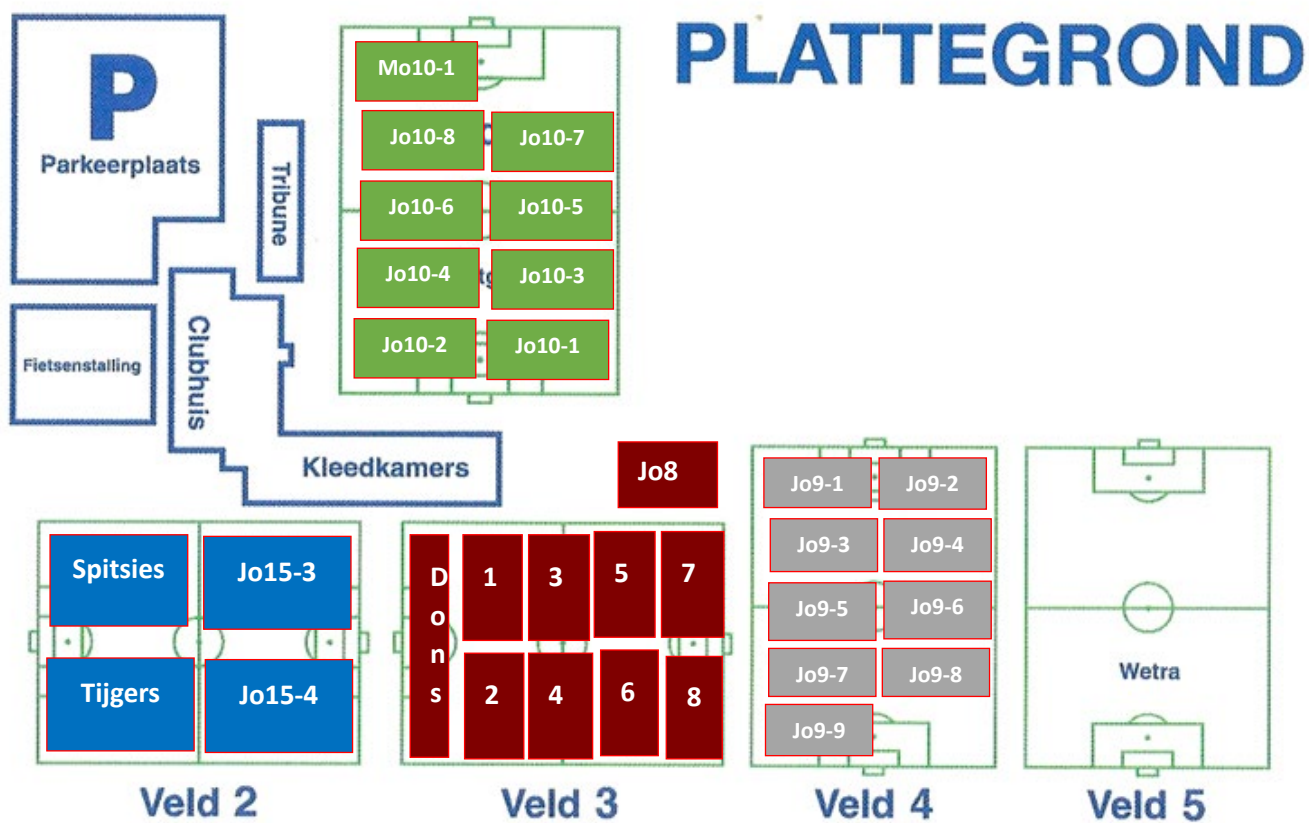 PLATTEGROND
P
Parkeerplaats
Tribune
Mo10-1
Jo10-8
Jo10-7
Jo10-6
Jo10-5
Jo10-4
Jo10-3
Jo10-2
Jo10-1
Fietsenstalling
Clubhuis
Kleedkamers
Spitsies
Jo15-3
Tijgers
Jo15-4
Veld 2
Jo8
Dons
1
3
5
7
2
4
6
8
Veld 3
Jo9-1
Jo9-2
Jo9-3
Jo9-4
Jo9-5
Jo9-6
Jo9-7
Jo9-8
Jo9-9
Veld 4
Wetra
Veld 5